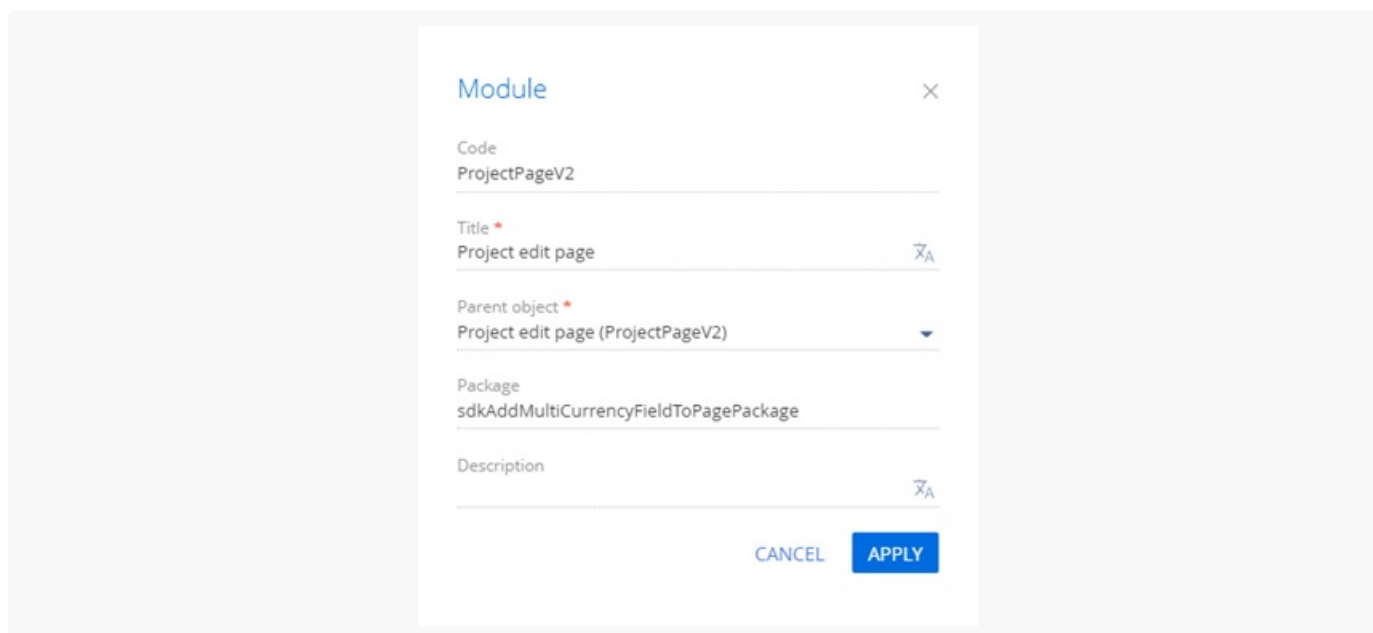 Module
Code
ProjectPageV2
Title *
Project edit page
Parent object *
Project edit page (ProjectPageV2)
Package
sdkAddMultiCurrencyFieldToPagePackage
Description
CANCEL APPLY